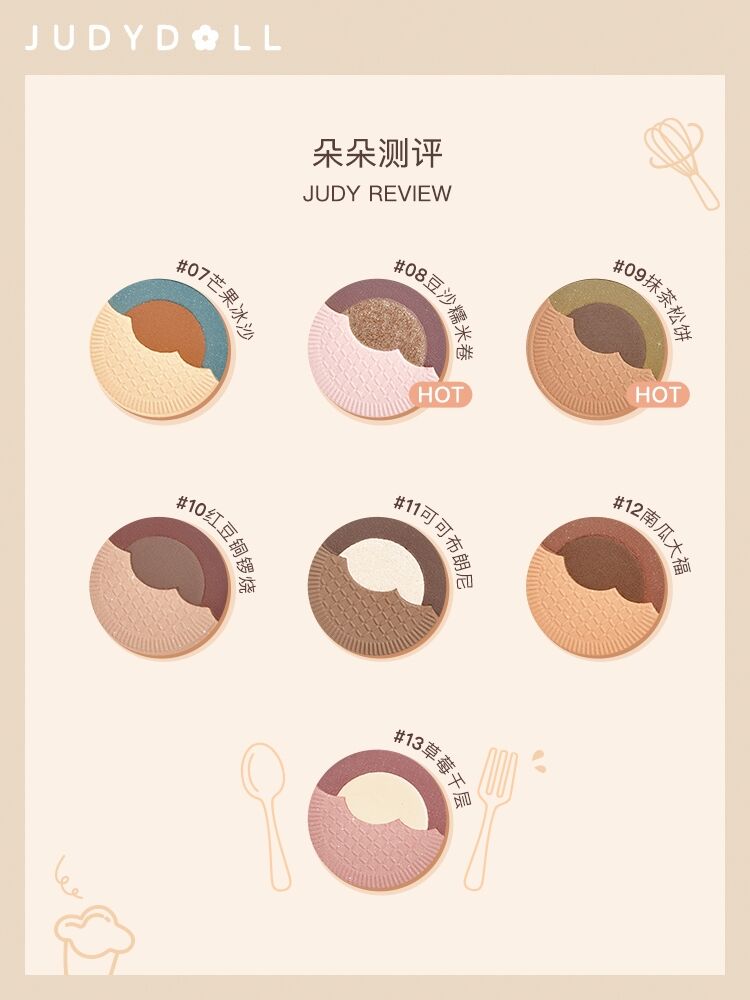 JUDYDOLL
朵朵测评
JUDY REVIEW
#07芒果冰沙
#08豆沙糯米卷
HOT
#09抹茶松饼
HOT
#10红豆铜锣烧
#11可可布朗尼
#12南瓜大福
#13草莓千层